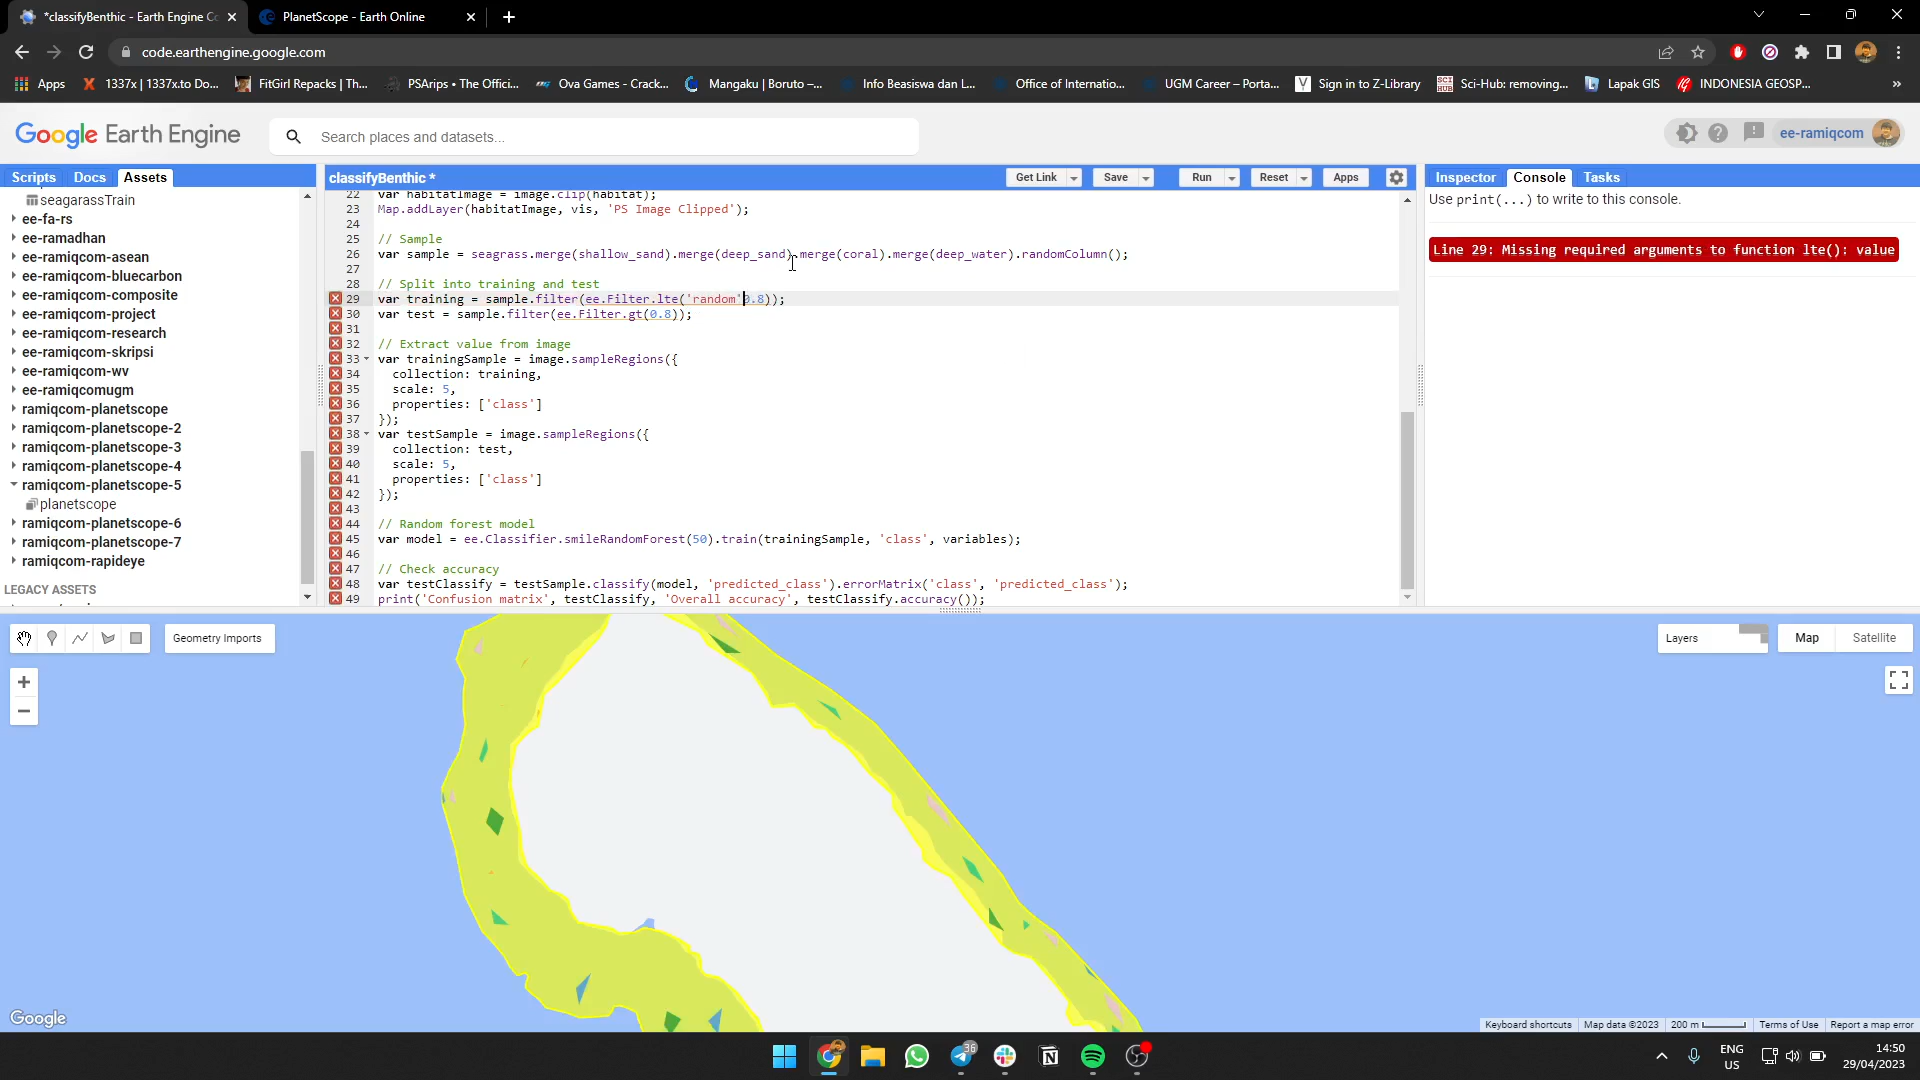 *classifyBenthic - Earth Engine Co
PlanetScope - Earth Online
code.earthengine.google.com
Apps
1337x | 1337x.to Do...
FitGirl Repacks | Th...
PSArips • The Offici...
Ova Games - Crack...
Mangaku | Boruto –...
Info Beasiswa dan L...
Office of Internatio...
UGM Career – Porta...
Sign in to Z-Library
SCI HUB
Sci-Hub: removing...
Lapak GIS
INDONESIA GEOSP...
»
Google Earth Engine
Search places and datasets...
ee-ramiqcom
Scripts
Docs
Assets
seagarassTrain
ee-fa-rs
ee-ramadhan
ee-ramiqcom-asean
ee-ramiqcom-bluecarbon
ee-ramiqcom-composite
ee-ramiqcom-project
ee-ramiqcom-research
ee-ramiqcom-skripsi
ee-ramiqcom-wv
ee-ramiqcomugm
ramiqcom-planetscope
ramiqcom-planetscope-2
ramiqcom-planetscope-3
ramiqcom-planetscope-4
ramiqcom-planetscope-5
planetscope
ramiqcom-planetscope-6
ramiqcom-planetscope-7
ramiqcom-rapideye
LEGACY ASSETS
classifyBenthic *
Get Link
Save
Run
Reset
Apps
22 var habitatImage = image.clip(habitat);
23 Map.addLayer(habitatImage, vis, 'PS Image Clipped');
24
25 // Sample
26 var sample = seagrass.merge(shallow_sand).merge(deep_sand).merge(coral).merge(deep_water).randomColumn();
27
28 // Split into training and test
29 var training = sample.filter(ee.Filter.lte('random'0.8));
30 var test = sample.filter(ee.Filter.gt(0.8));
31
32 // Extract value from image
33 var trainingSample = image.sampleRegions({
34 collection: training,
35 scale: 5,
36 properties: ['class']
37 });
38 var testSample = image.sampleRegions({
39 collection: test,
40 scale: 5,
41 properties: ['class']
42 });
43
44 // Random forest model
45 var model = ee.Classifier.smileRandomForest(50).train(trainingSample, 'class', variables);
46
47 // Check accuracy
48 var testClassify = testSample.classify(model, 'predicted_class').errorMatrix('class', 'predicted_class');
49 print('Confusion matrix', testClassify, 'Overall accuracy', testClassify.accuracy());
Inspector
Console
Tasks
Use print(...) to write to this console.
Line 29: Missing required arguments to function lte(): value
Geometry Imports
Layers
Map
Satellite
+
−
Google
Keyboard shortcuts
Map data ©2023
200 m
Terms of Use
Report a map error
36
ENG
US
14:50
29/04/2023